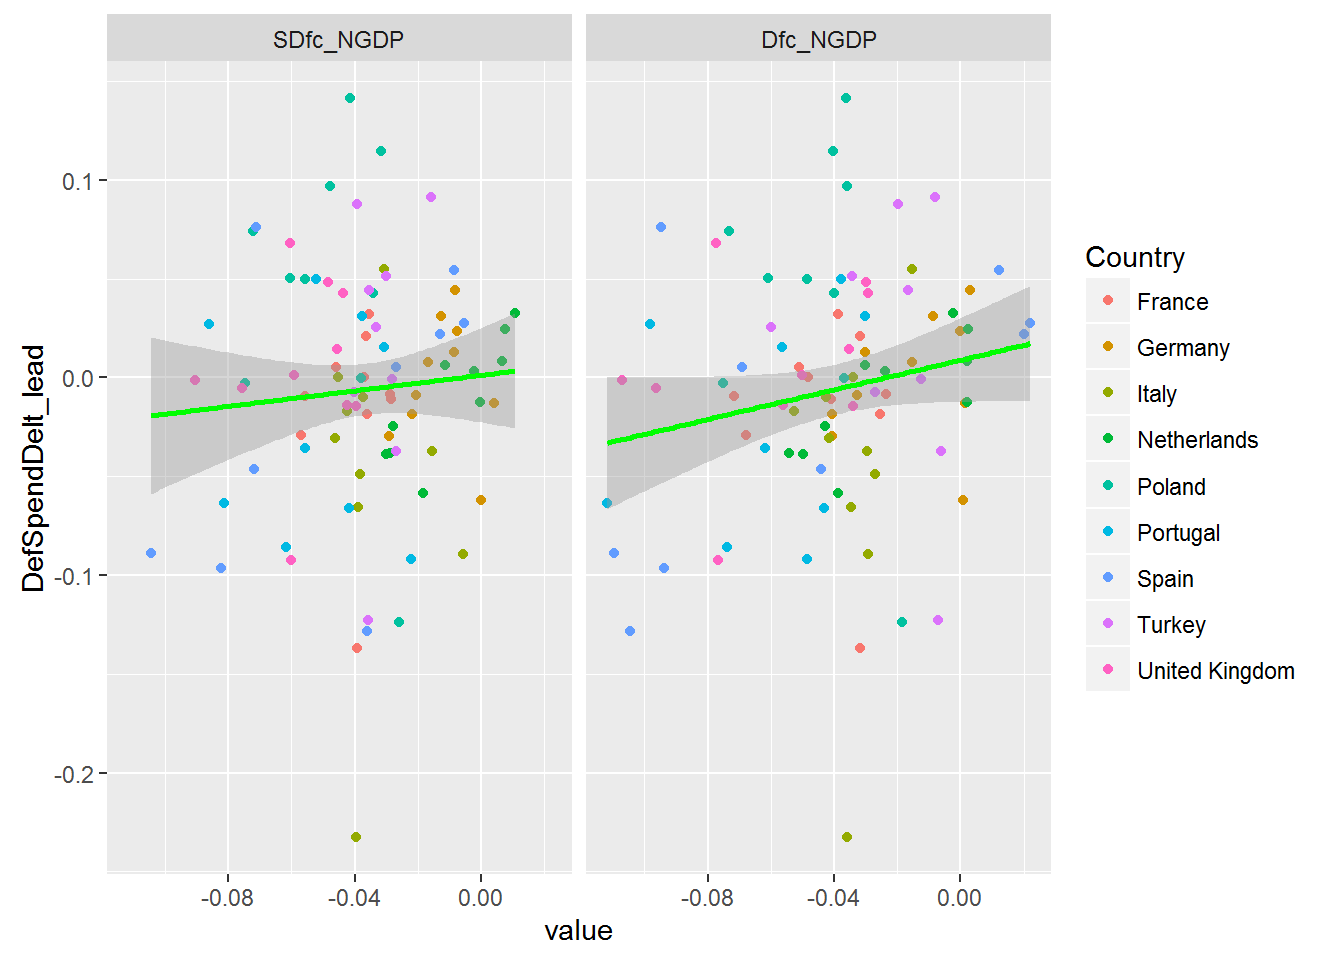 SDfc_NGDP
Dfc_NGDP
DefSpendDelt_lead
0.1
0.0
-0.1
-0.2
-0.08
-0.04
0.00
-0.08
-0.04
0.00
value
Country
France
Germany
Italy
Netherlands
Poland
Portugal
Spain
Turkey
United Kingdom